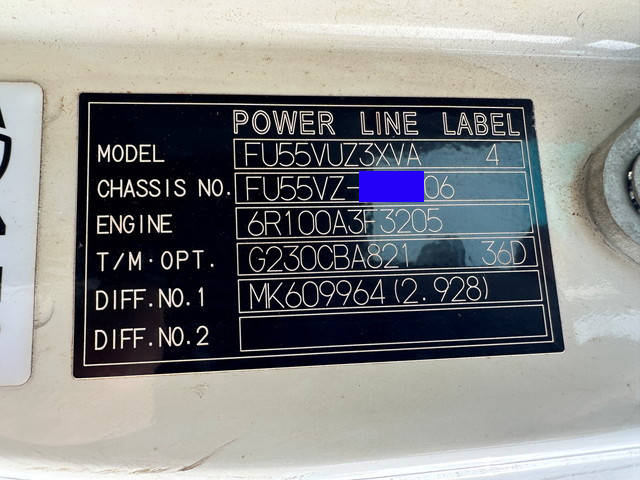 POWER LINE LABEL
MODEL FU55VUZ3XVA 4
CHASSIS NO. FU55VZ- 06
ENGINE 6R100A3F3205
T/M·OPT. G230CBA821 36D
DIFF.NO.1 MK609964(2.928)
DIFF.NO.2